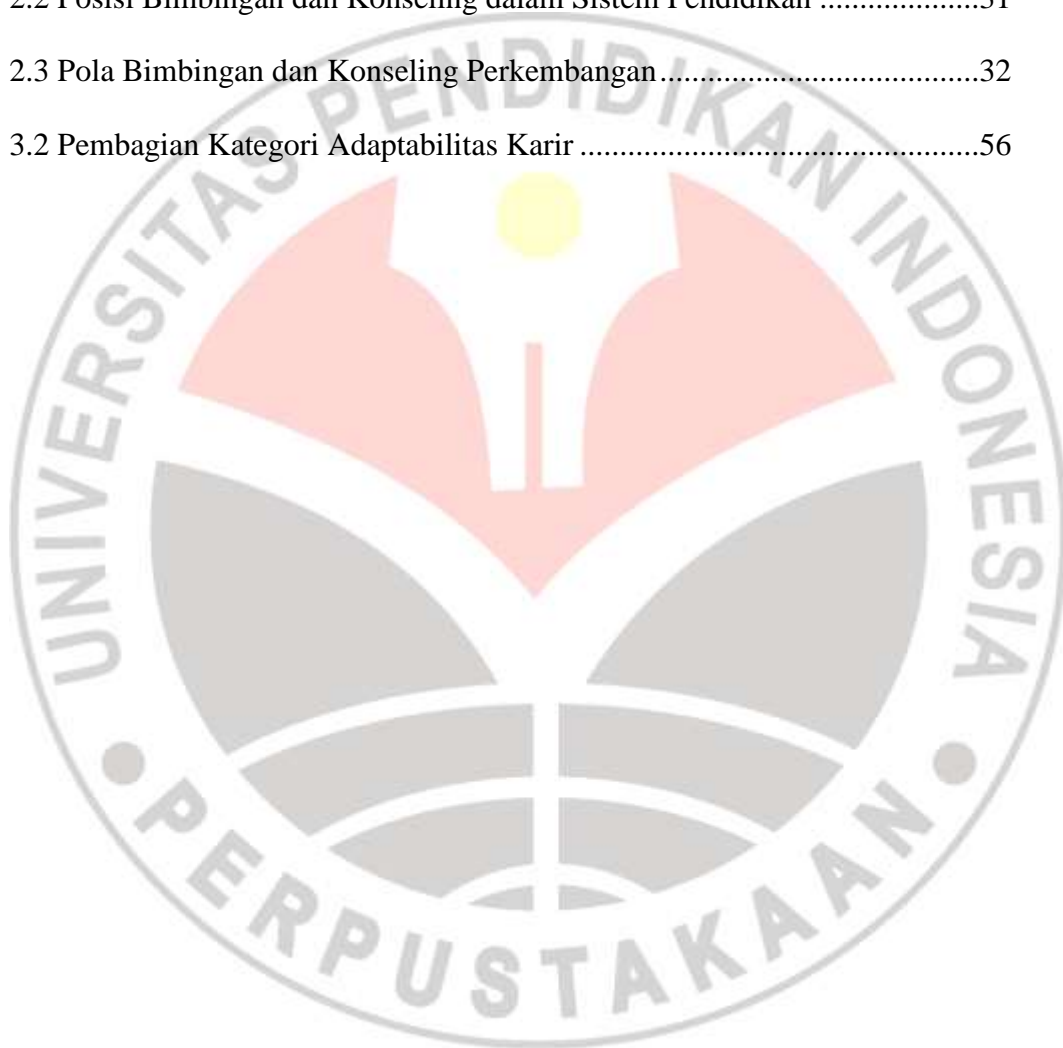 2.2 Posisi Bimbingan dan Konseling dalam Sistem Pendidikan ....................31
2.3 Pola Bimbingan dan Konseling Perkembangan........................................32
3.2 Pembagian Kategori Adaptabilitas Karir ..................................................56
UNIVERSITAS PENDIDIKAN INDONESIA
PERPUSTAKAAN